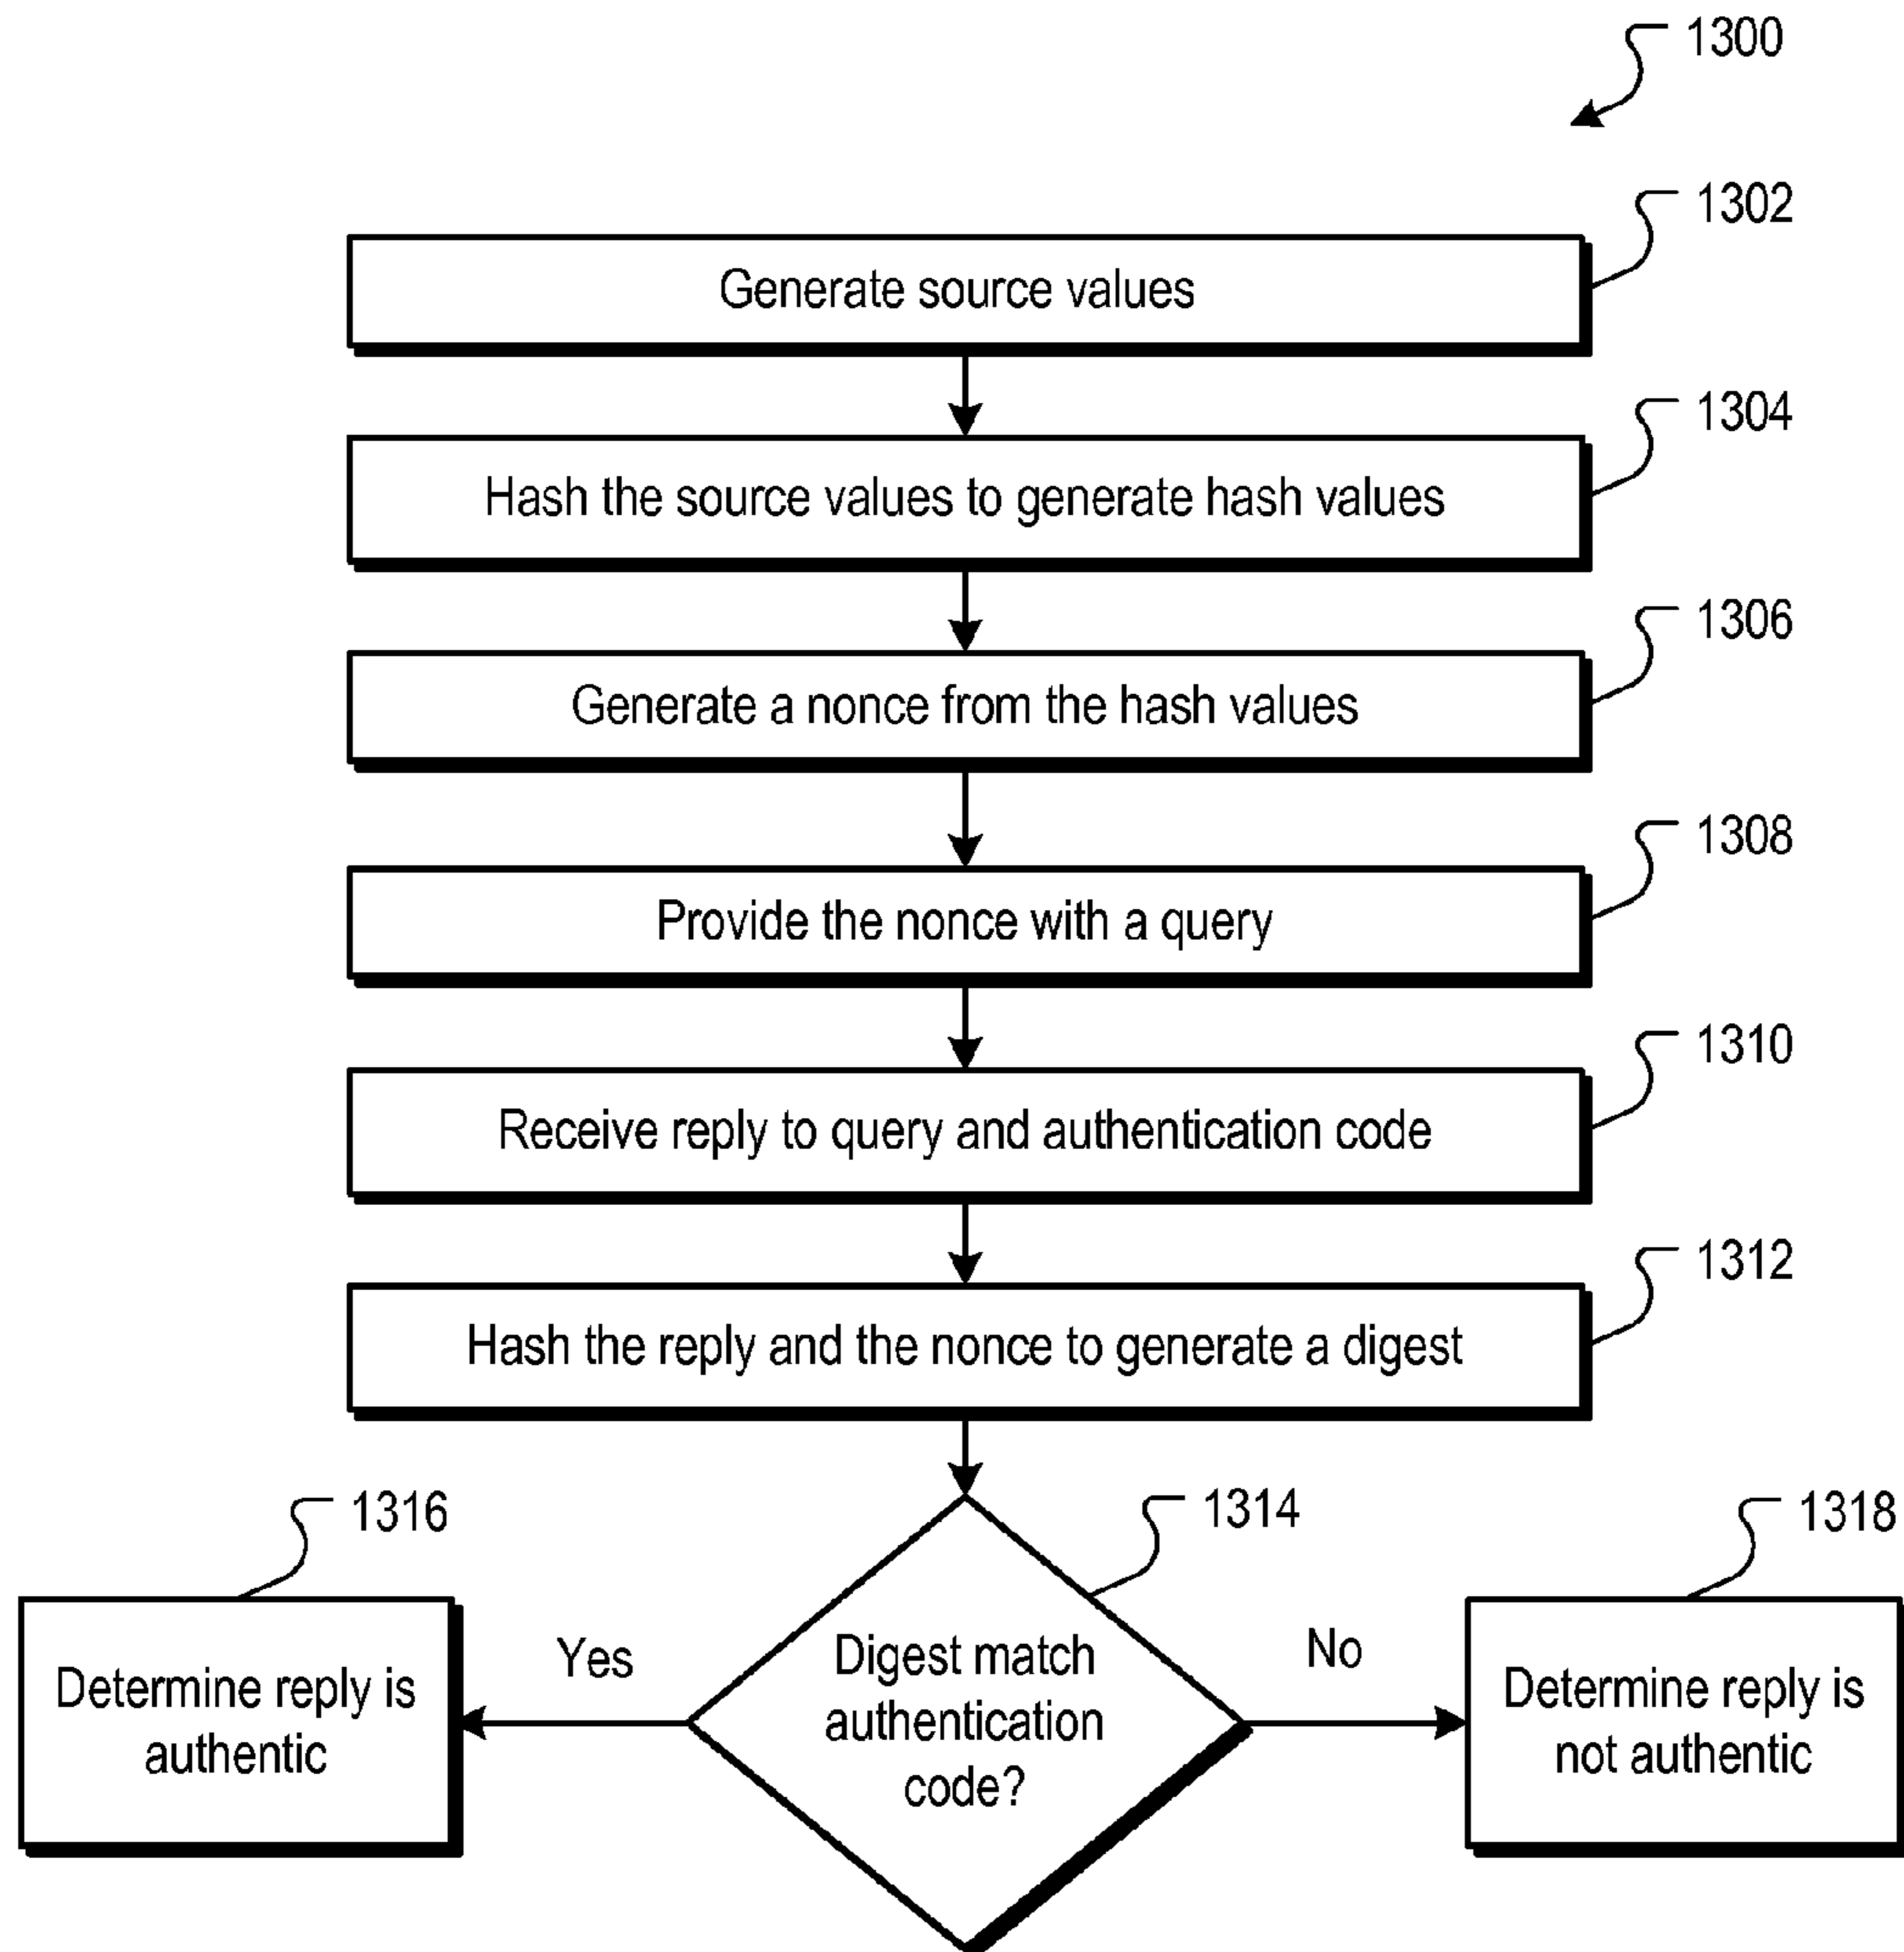 1300
1302
Generate source values
1304
Hash the source values to generate hash values
1306
Generate a nonce from the hash values
1308
Provide the nonce with a query
1310
Receive reply to query and authentication code
1312
Hash the reply and the nonce to generate a digest
1316
1314
1318
Determine reply is
authentic
Yes
Digest match
authentication
code?
No
Determine reply is
not authentic